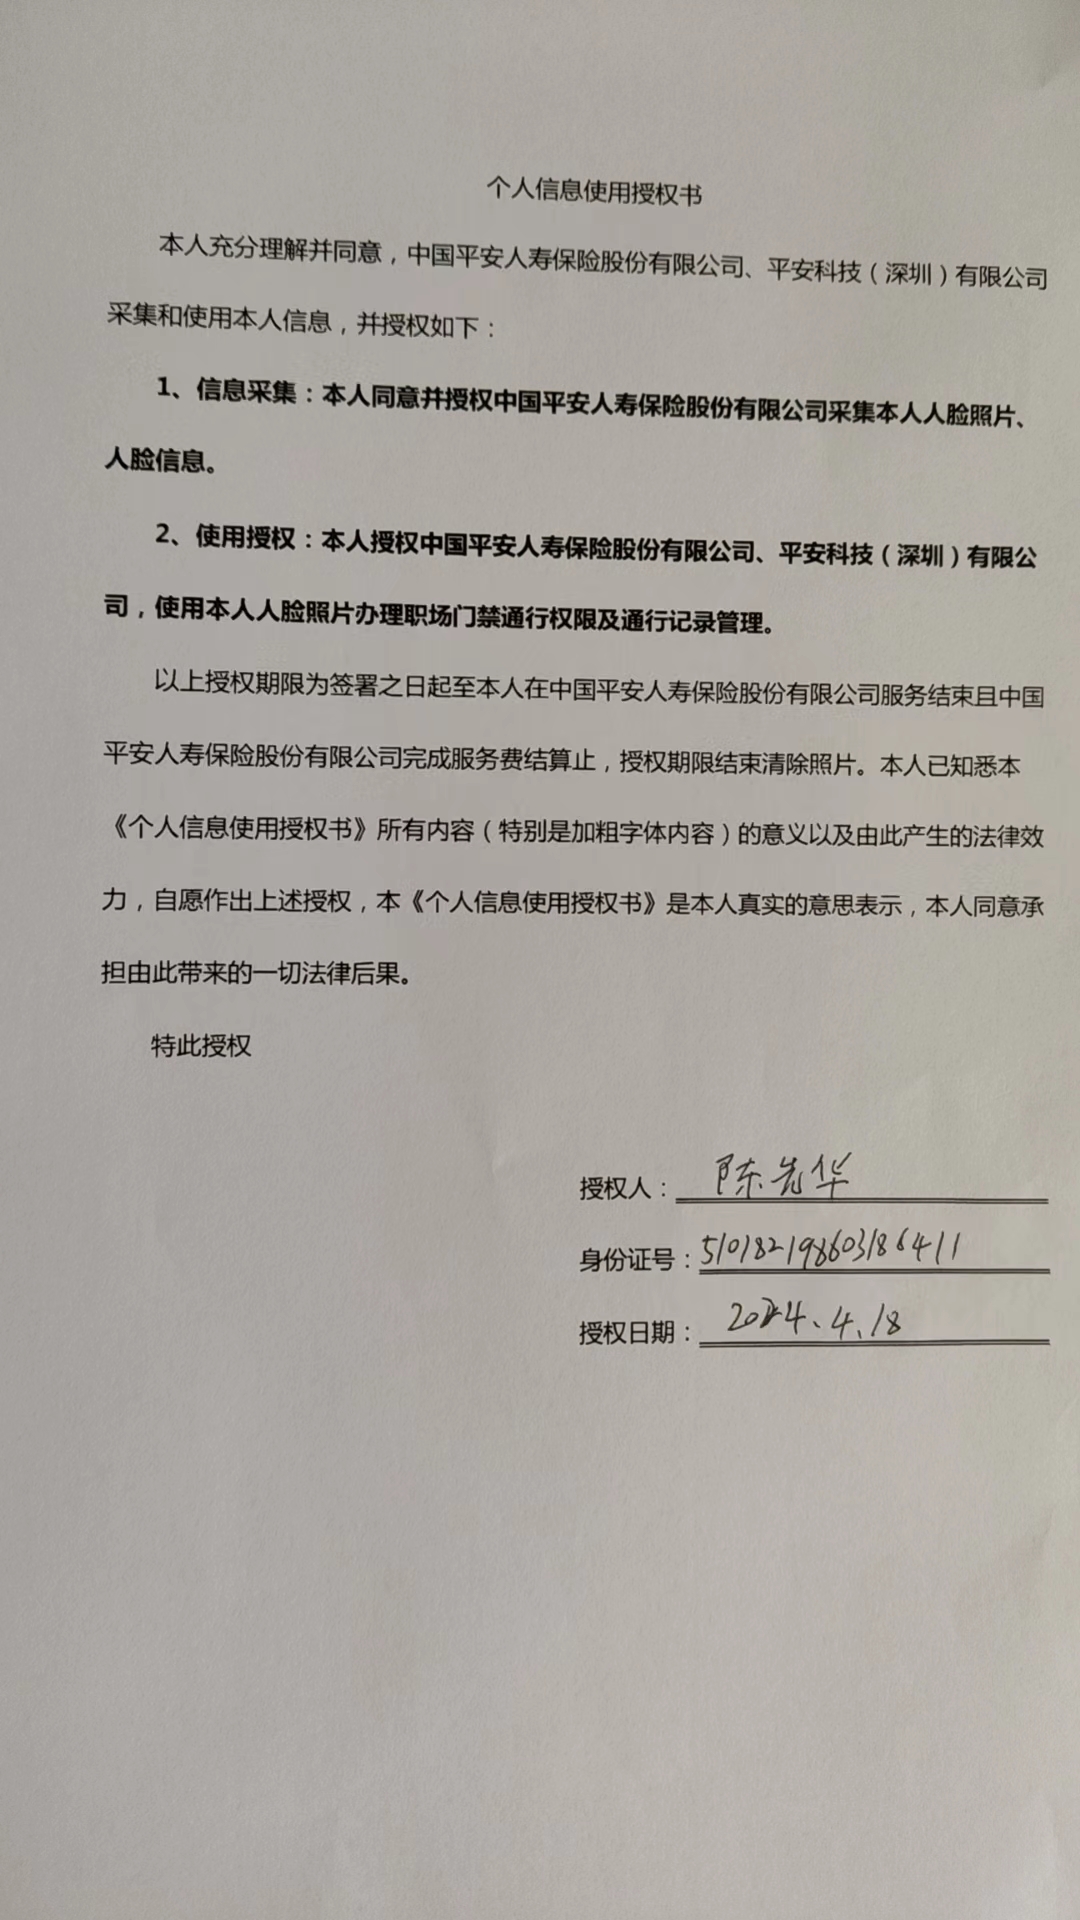 个人信息使用授权书
本人充分理解并同意，中国平安人寿保险股份有限公司、平安科技（深圳）有限公司
采集和使用本人信息，并授权如下：
1、信息采集：本人同意并授权中国平安人寿保险股份有限公司采集本人人脸照片、
人脸信息。
2、使用授权：本人授权中国平安人寿保险股份有限公司、平安科技（深圳）有限公
司，使用本人人脸照片办理职场门禁通行权限及通行记录管理。
以上授权期限为签署之日起至本人在中国平安人寿保险股份有限公司服务结束且中国
平安人寿保险股份有限公司完成服务费结算止，授权期限结束清除照片。本人已知悉本
《个人信息使用授权书》所有内容（特别是加粗字体内容）的意义以及由此产生的法律效
力，自愿作出上述授权，本《个人信息使用授权书》是本人真实的意思表示，本人同意承
担由此带来的一切法律后果。
特此授权
授权人：陈先华
身份证号：510182198603186411
授权日期：2024、4、18